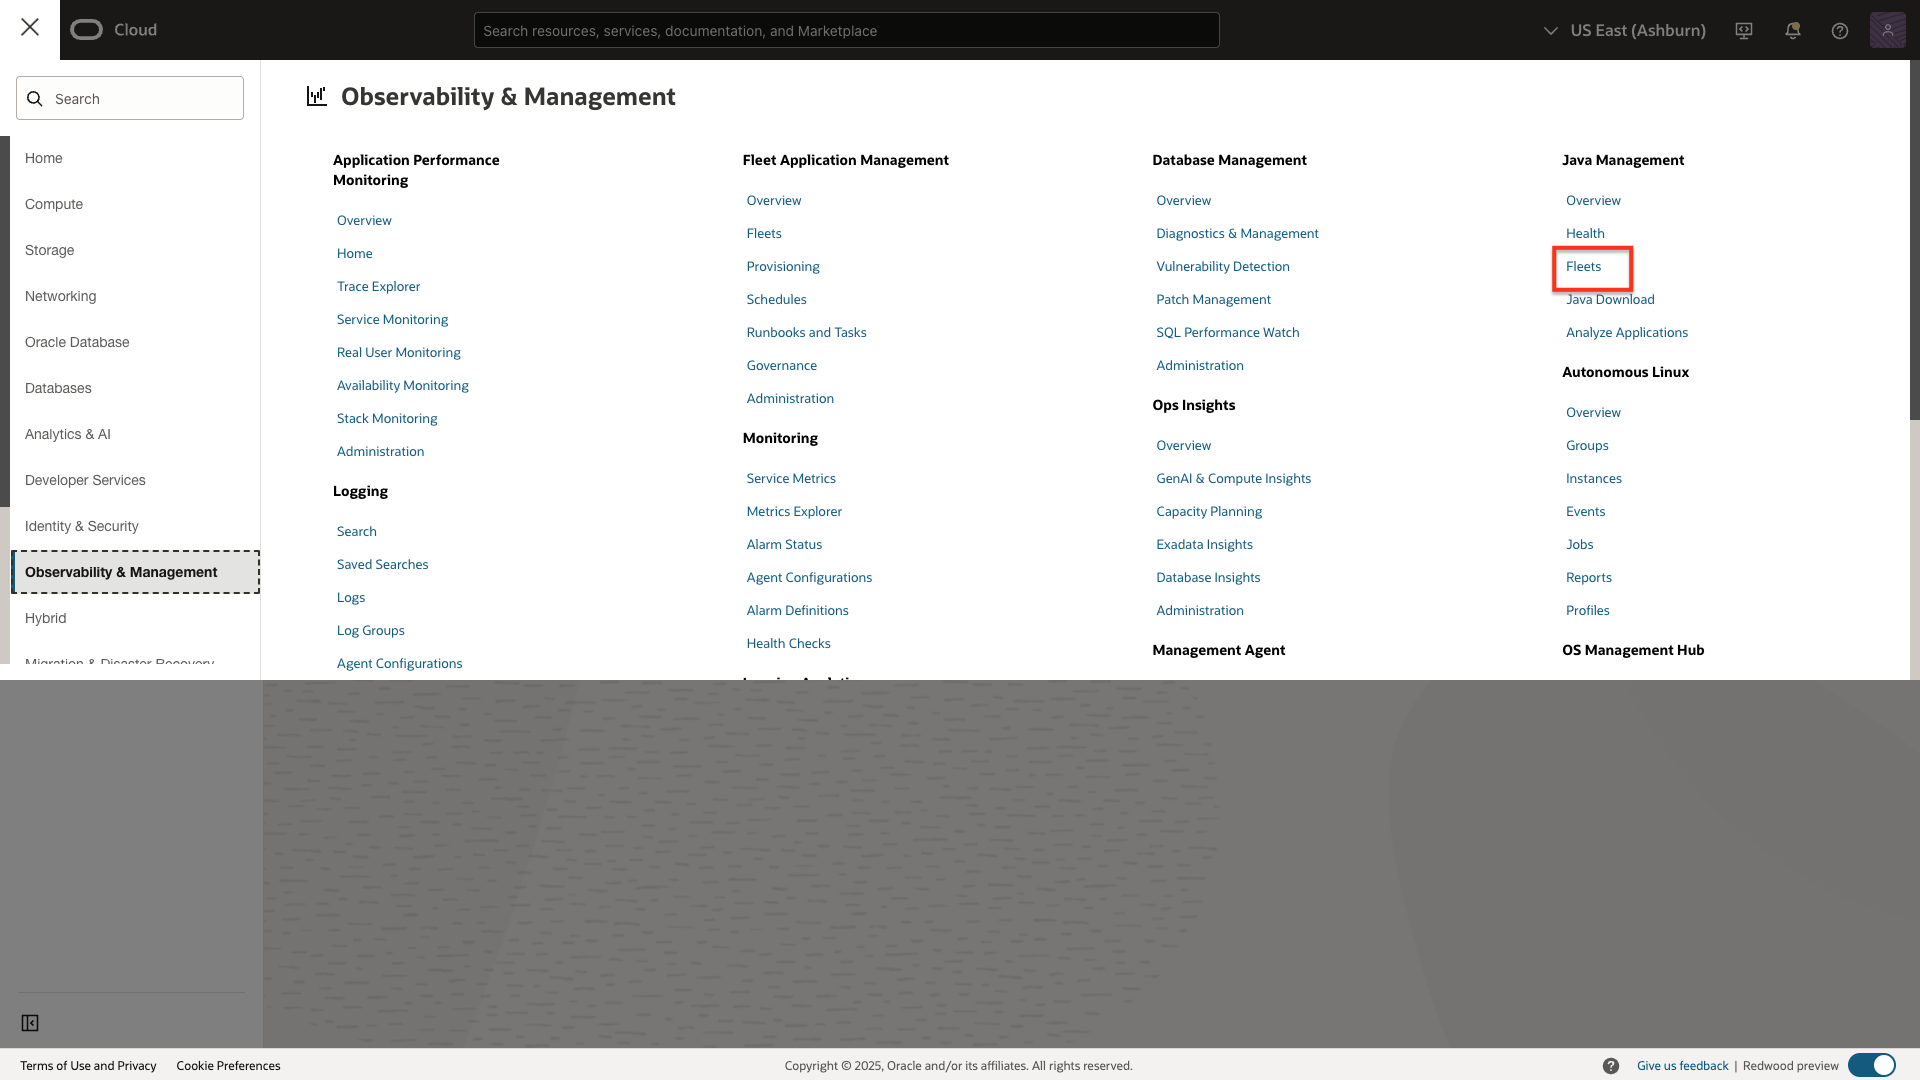 Cloud
Search resources, services, documentation, and Marketplace
US East (Ashburn)
Search
Home
Compute
Storage
Networking
Oracle Database
Databases
Analytics & AI
Developer Services
Identity & Security
Observability & Management
Hybrid
Migration & Disaster Recovery
Observability & Management
Application Performance
Monitoring
Overview
Home
Trace Explorer
Service Monitoring
Real User Monitoring
Availability Monitoring
Stack Monitoring
Administration
Logging
Search
Saved Searches
Logs
Log Groups
Agent Configurations
Fleet Application Management
Overview
Fleets
Provisioning
Schedules
Runbooks and Tasks
Governance
Administration
Monitoring
Service Metrics
Metrics Explorer
Alarm Status
Agent Configurations
Alarm Definitions
Health Checks
Database Management
Overview
Diagnostics & Management
Vulnerability Detection
Patch Management
SQL Performance Watch
Administration
Ops Insights
Overview
GenAI & Compute Insights
Capacity Planning
Exadata Insights
Database Insights
Administration
Management Agent
Java Management
Overview
Health
Fleets
Java Download
Analyze Applications
Autonomous Linux
Overview
Groups
Instances
Events
Jobs
Reports
Profiles
OS Management Hub
Terms of Use and Privacy
Cookie Preferences
Copyright © 2025, Oracle and/or its affiliates. All rights reserved.
Give us feedback | Redwood preview